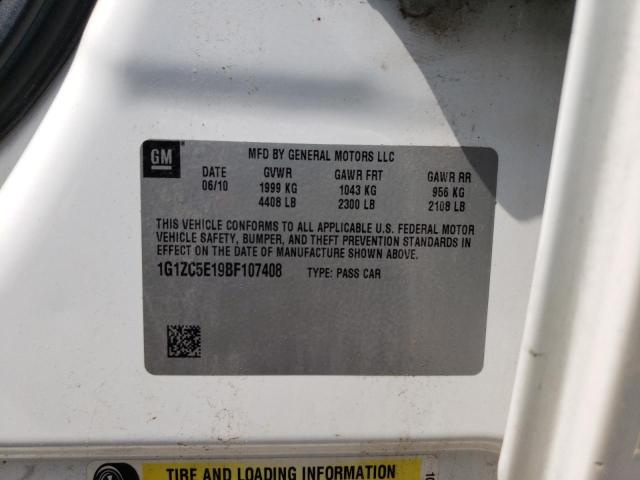 GM
MFD BY GENERAL MOTORS LLC
DATE GVWR GAWR FRT GAWR RR
06/10 1999 KG 1043 KG 956 KG
4408 LB 2300 LB 2108 LB
THIS VEHICLE CONFORMS TO ALL APPLICABLE U.S. FEDERAL MOTOR
VEHICLE SAFETY, BUMPER, AND THEFT PREVENTION STANDARDS IN
EFFECT ON THE DATE OF MANUFACTURE SHOWN ABOVE.
1G1ZC5E19BF107408 TYPE: PASS CAR
TIRE AND LOADING INFORMATION